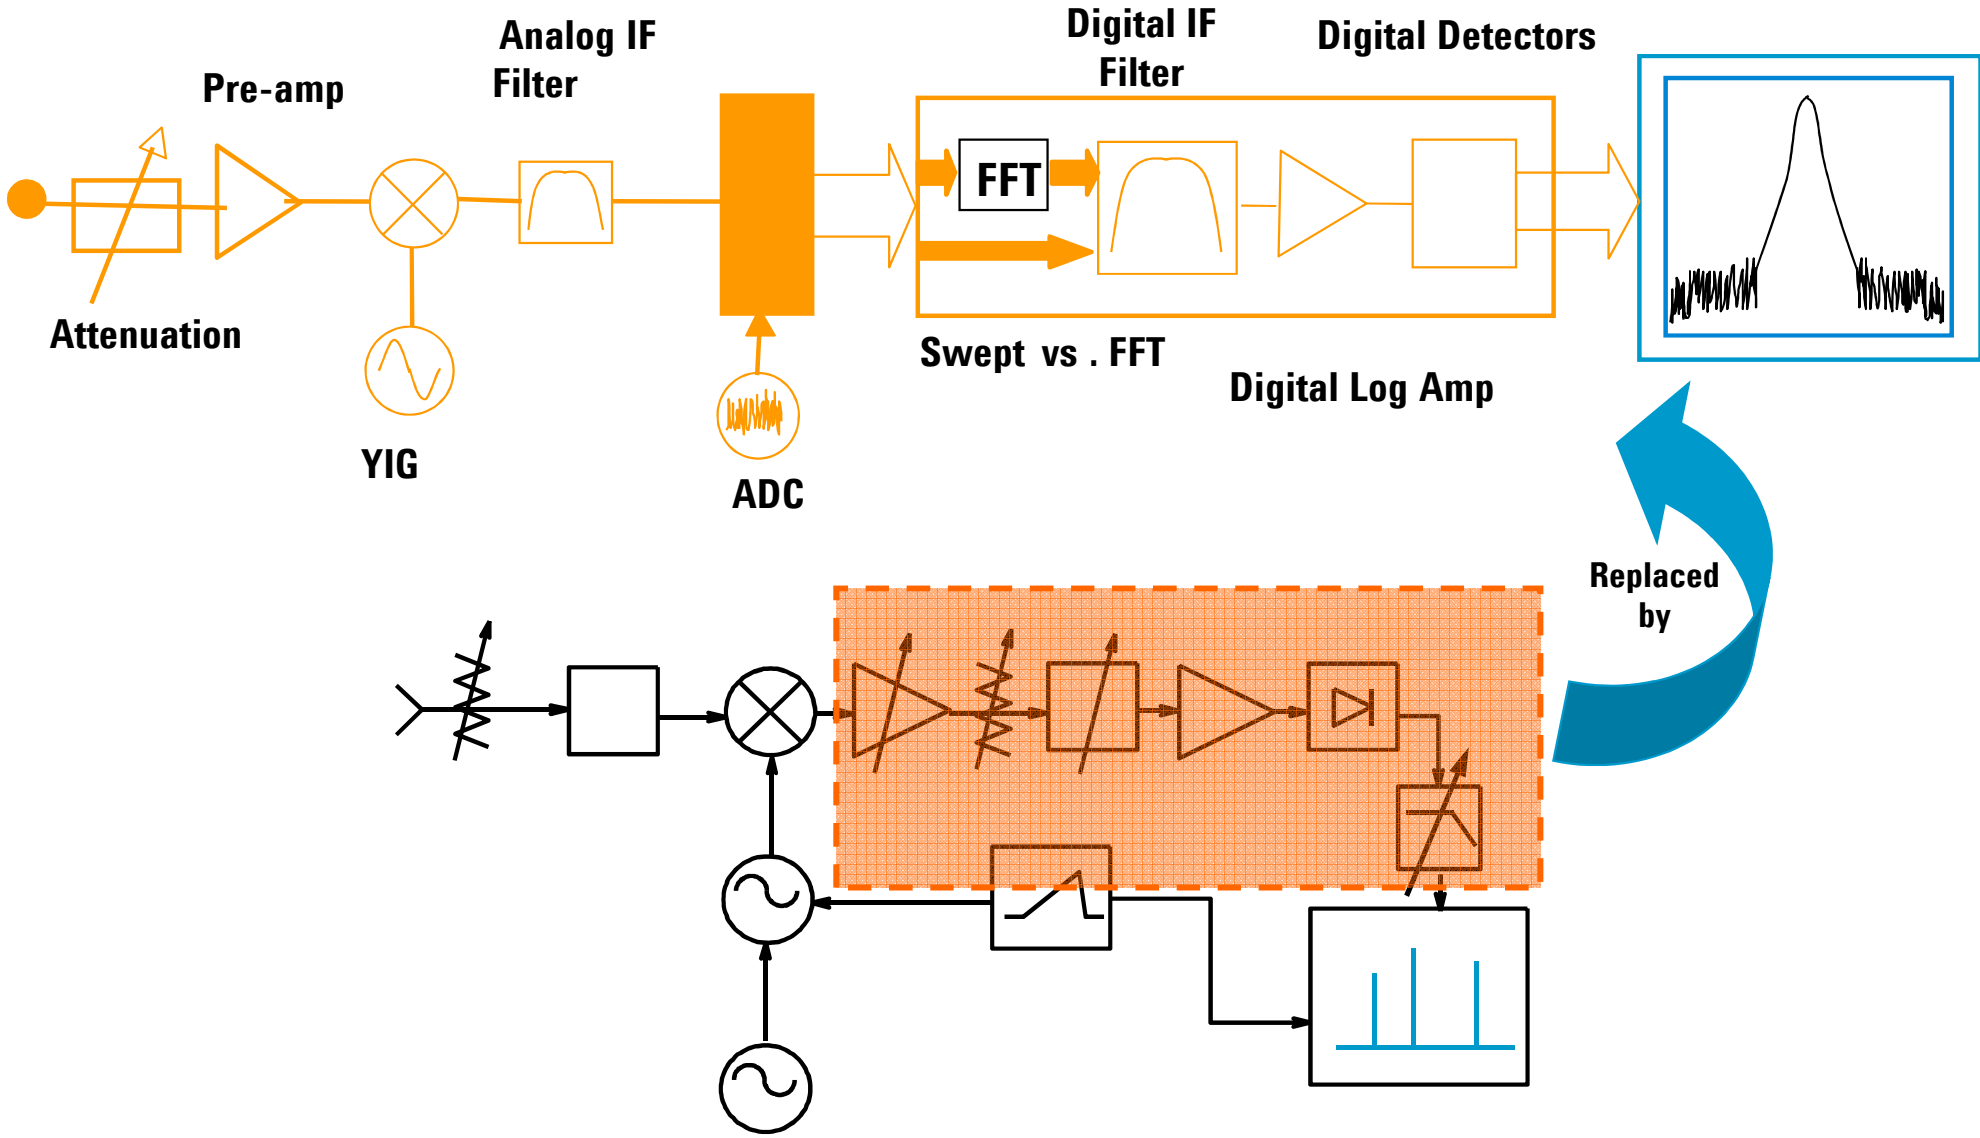 Analog IF
Filter
Digital IF
Filter
Digital Detectors
Pre-amp
FFT
Attenuation
Swept vs . FFT
Digital Log Amp
YIG
ADC
Replaced
by